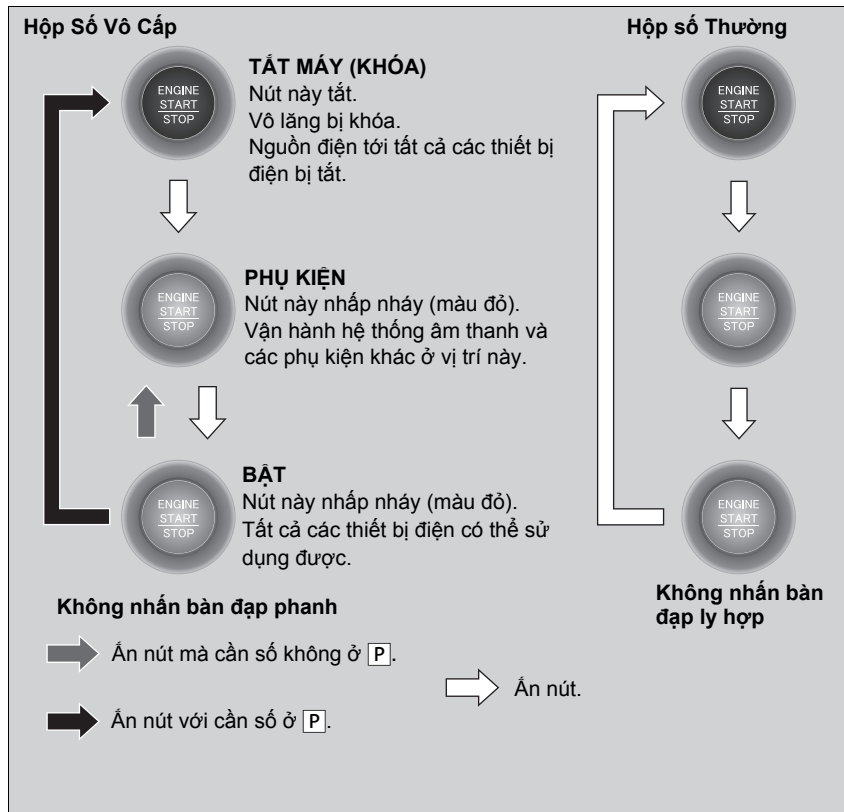 Hộp Số Vô Cấp
ENGINE
START
STOP
TẮT MÁY (KHÓA)
Nút này tắt.
Vô lăng bị khóa.
Nguồn điện tới tất cả các thiết bị
điện bị tắt.
ENGINE
START
STOP
PHỤ KIỆN
Nút này nhấp nháy (màu đỏ).
Vận hành hệ thống âm thanh và
các phụ kiện khác ở vị trí này.
ENGINE
START
STOP
BẬT
Nút này nhấp nháy (màu đỏ).
Tất cả các thiết bị điện có thể sử
dụng được.
Không nhấn bàn đạp phanh
Ấn nút mà cần số không ở P.
Ấn nút với cần số ở P.
Ấn nút.
Hộp số Thường
ENGINE
START
STOP
ENGINE
START
STOP
ENGINE
START
STOP
Không nhấn bàn
đạp ly hợp